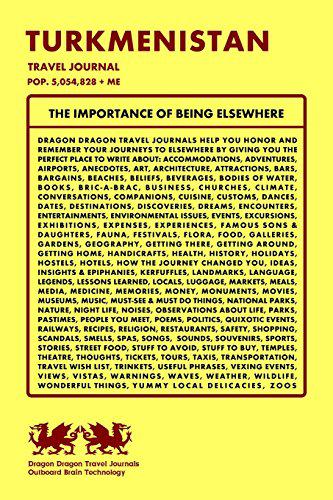 TURKMENISTAN
TRAVEL JOURNAL
POP. 5,054,828 + ME
THE IMPORTANCE OF BEING ELSEWHERE
DRAGON DRAGON TRAVEL JOURNALS HELP YOU HONOR AND
REMEMBER YOUR JOURNEYS TO ELSEWHERE BY GIVING YOU THE
PERFECT PLACE TO WRITE ABOUT: ACCOMMODATIONS, ADVENTURES,
AIRPORTS, ANECDOTES, ART, ARCHITECTURE, ATTRACTIONS, BARS,
BARGAINS, BEACHES, BELIEFS, BEVERAGES, BODIES OF WATER,
BOOKS, BRIC-A-BRAC, BUSINESS, CHURCHES, CLIMATE,
CONVERSATIONS, COMPANIONS, CUISINE, CUSTOMS, DANCES,
DATES, DESTINATIONS, DISCOVERIES, DREAMS, ENCOUNTERS,
ENTERTAINMENTS, ENVIRONMENTAL ISSUES, EVENTS, EXCURSIONS,
EXHIBITIONS, EXPENSES, EXPERIENCES, FAMOUS SONS &
DAUGHTERS, FAUNA, FESTIVALS, FLORA, FOOD, GALLERIES,
GARDENS, GEOGRAPHY, GETTING THERE, GETTING AROUND,
GETTING HOME, HANDICRAFTS, HEALTH, HISTORY, HOLIDAYS,
HOSTELS, HOTELS, HOW THE JOURNEY CHANGED YOU, IDEAS,
INSIGHTS & EPIPHANIES, KERFUFFLES, LANDMARKS, LANGUAGE,
LEGENDS, LESSONS LEARNED, LOCALS, LUGGAGE, MARKETS, MEALS,
MEDIA, MEDICINE, MEMORIES, MONEY, MONUMENTS, MOVIES,
MUSEUMS, MUSIC, MUST-SEE & MUST DO THINGS, NATIONAL PARKS,
NATURE, NIGHT LIFE, NOISES, OBSERVATIONS ABOUT LIFE, PARKS,
PASTIMES, PEOPLE YOU MEET, POEMS, POLITICS, QUIXOTIC EVENTS,
RAILWAYS, RECIPES, RELIGION, RESTAURANTS, SAFETY, SHOPPING,
SCANDALS, SMELLS, SPAS, SONGS, SOUNDS, SOUVENIRS, SPORTS,
STORIES, STREET FOOD, STUFF TO AVOID, STUFF TO BUY, TEMPLES,
THEATRE, THOUGHTS, TICKETS, TOURS, TAXIS, TRANSPORTATION,
TRAVEL WISH LIST, TRINKETS, USEFUL PHRASES, VEXING EVENTS,
VIEWS, VISTAS, WARNINGS, WAVES, WEATHER, WILDLIFE,
WONDERFUL THINGS, YUMMY LOCAL DELICACIES, ZOOS
Dragon Dragon Travel Journals
Outboard Brain Technology